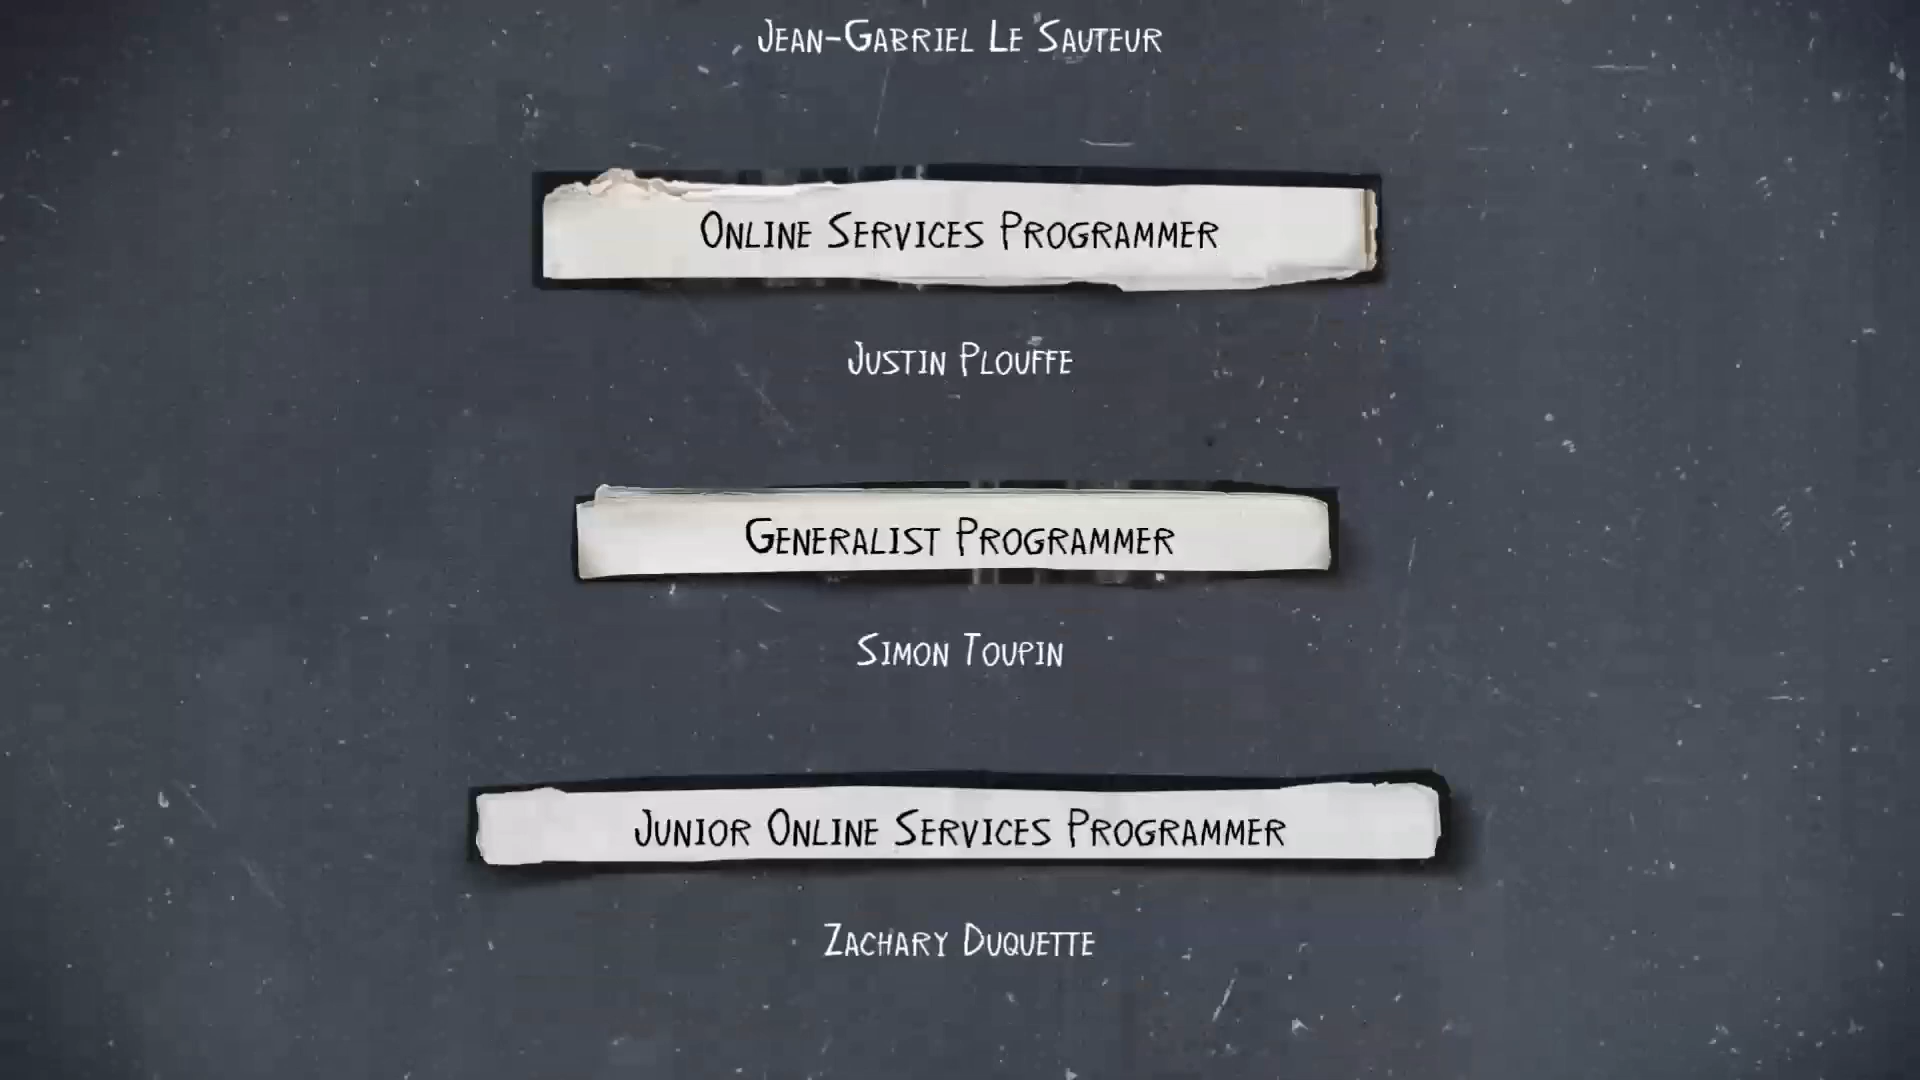 Jean-Gabriel Le Sauteur
Online Services Programmer
Justin Plouffe
Generalist Programmer
Simon Toupin
Junior Online Services Programmer
Zachary Duquette